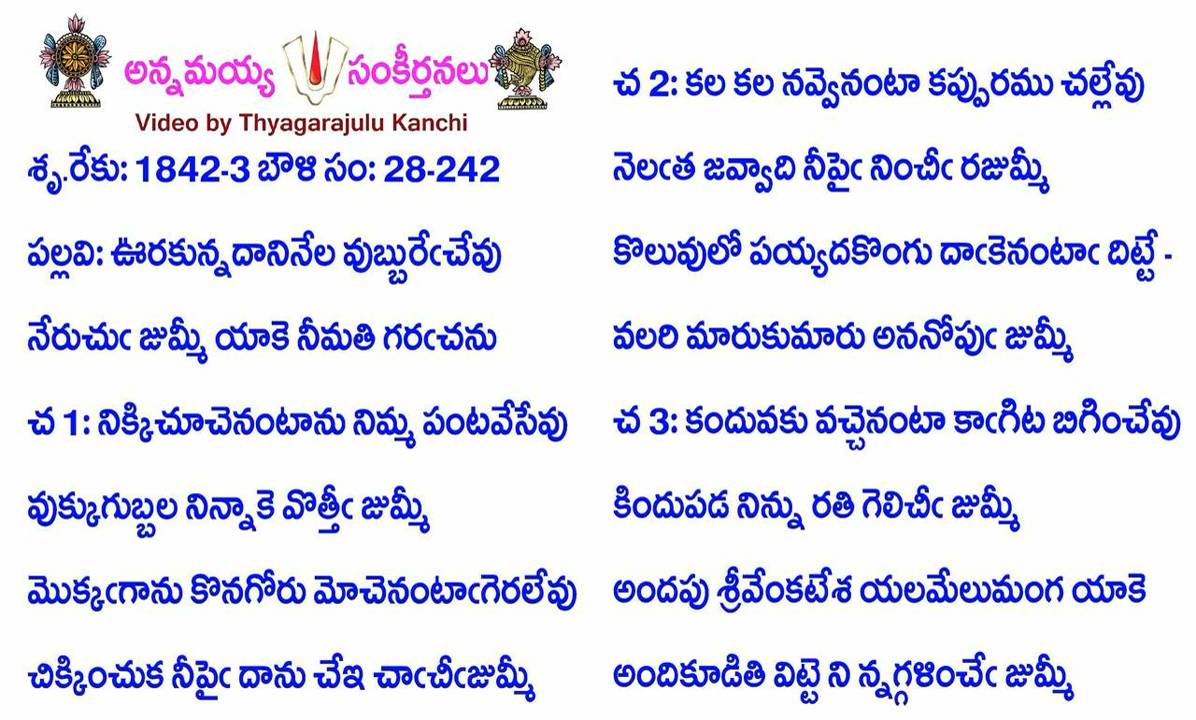 అన్నమయ్య సంకీర్తనలు
Video by Thyagarajulu Kanchi
శృ.రేకు: 1842-3 బౌళి సం: 28-242
పల్లవి: ఊరకున్నదానినేల వుబ్బురేఁచేవు
నేరుచుఁ జుమ్మీ యాకె నీమతి గరఁచను
చ 1: నిక్కిచూచెనంటాను నిమ్మ పంటవేసేవు
వుక్కుగుబ్బల నిన్నాకె వొత్తీఁ జుమ్మీ
మొక్కఁగాను కొనగోరు మోచెనంటాఁగెరలేవు
చిక్కించుక నీపైఁ దాను చేఇ చాఁచీఁజుమ్మీ
చ 2: కల కల నవ్వెనంటా కప్పురము చల్లేవు
నెలఁత జవ్వాది నీపైఁ నించీఁ రజుమ్మీ
కొలువులో పయ్యదకొంగు దాఁకెనంటాఁ దిట్టే -
వలరి మారుకుమారు అననోపుఁ జుమ్మీ
చ 3: కందువకు వచ్చెనంటా కాఁగిట బిగించేవు
కిందుపడ నిన్ను రతి గెలిచీఁ జుమ్మీ
అందపు శ్రీవేంకటేశ యలమేలుమంగ యాకె
అందికూడితి విట్టె ని న్నగ్గళించేఁ జుమ్మీ